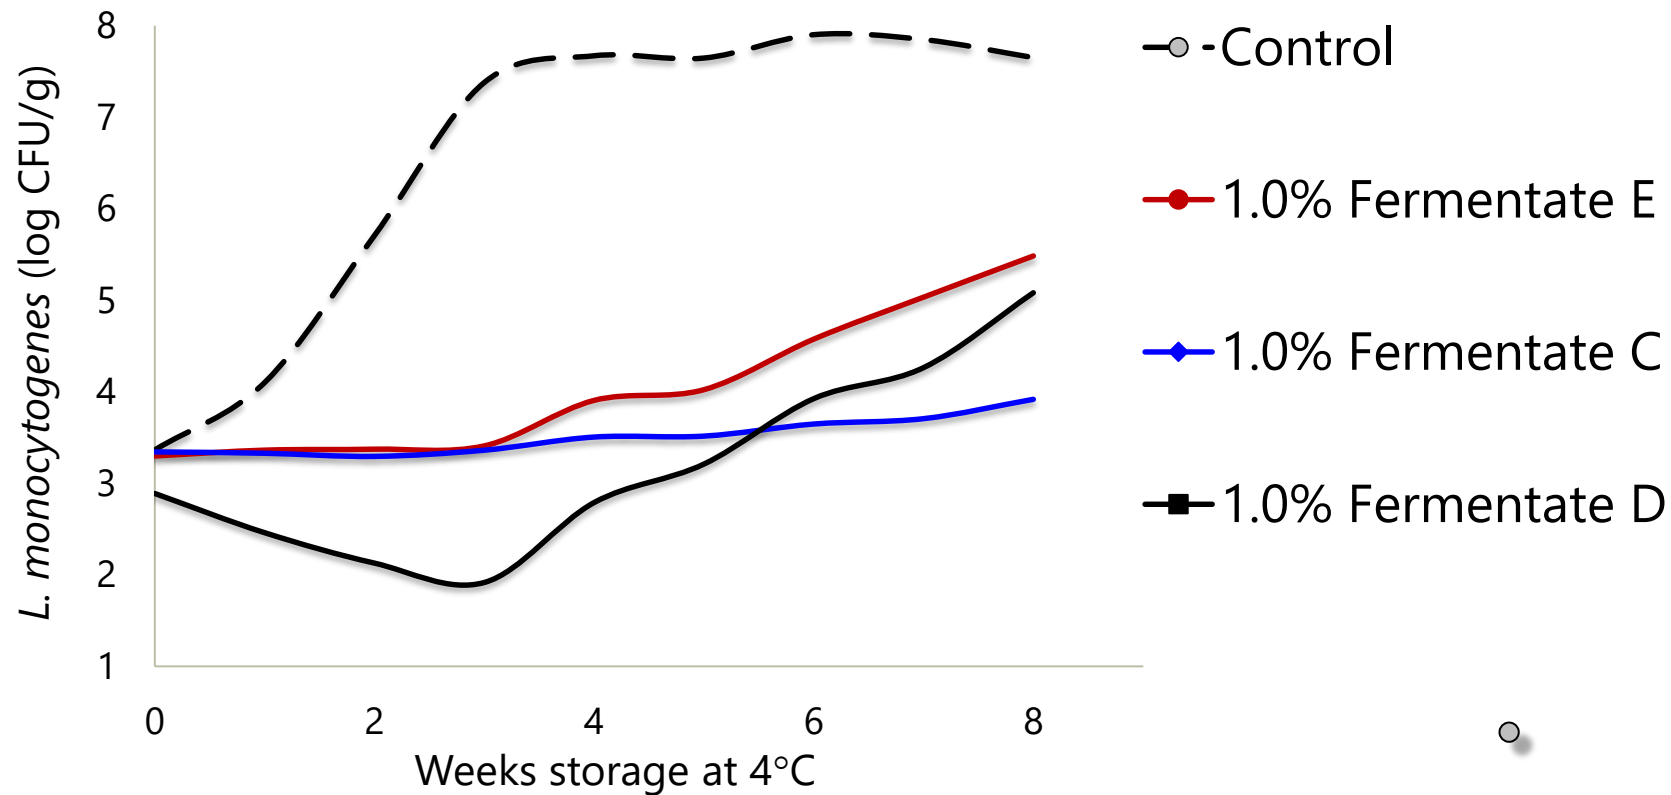 8
7
6
5
4
3
2
1
L. monocytogenes (log CFU/g)
0 2 4 6 8
Weeks storage at 4°C
Control
1.0% Fermentate E
1.0% Fermentate C
1.0% Fermentate D